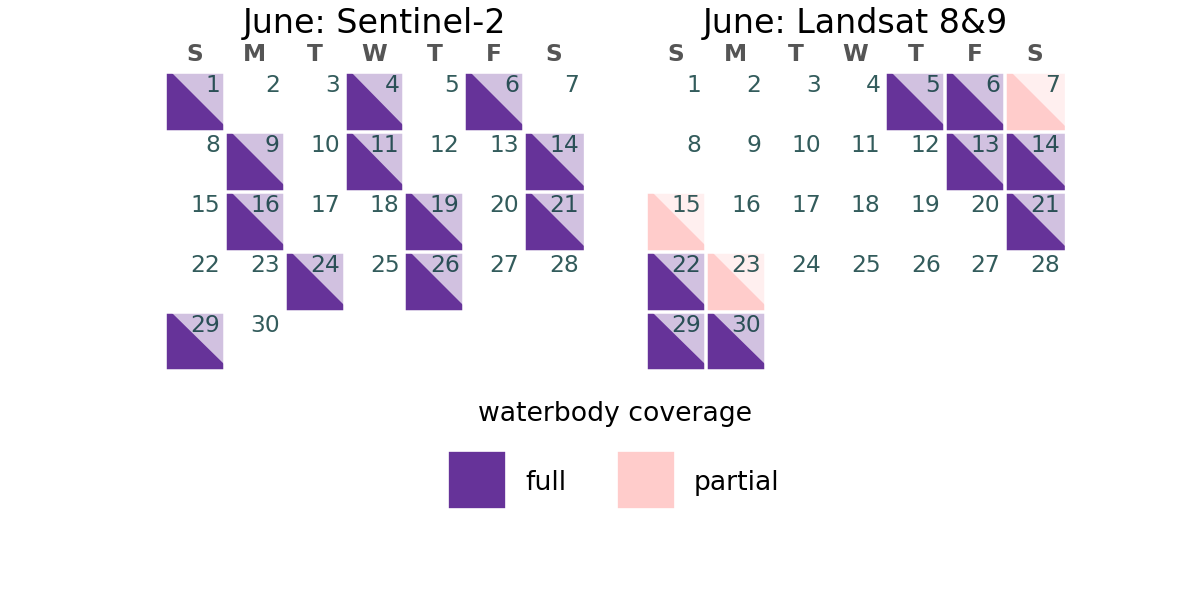 June: Sentinel-2
S M T W T F S
1 2 3 4 5 6 7
8 9 10 11 12 13 14
15 16 17 18 19 20 21
22 23 24 25 26 27 28
29 30
June: Landsat 8&9
S M T W T F S
1 2 3 4 5 6 7
8 9 10 11 12 13 14
15 16 17 18 19 20 21
22 23 24 25 26 27 28
29 30
waterbody coverage
full partial